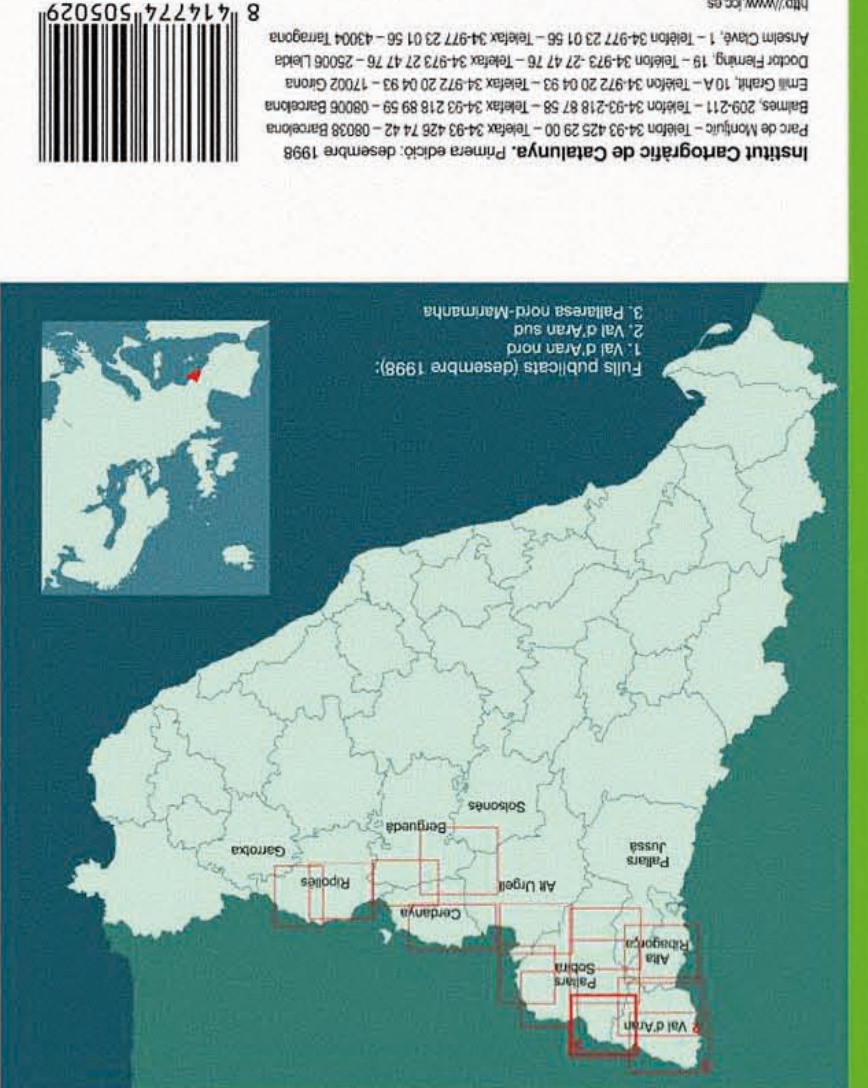 Val d'Aran
Pallars
Sobirà
Alta
Ribagorça
Cerdanya
Alt Urgell
Ripollès
Pallars
Jussà
Garrotxa
Berguedà
Solsonès
Fulls publicats (desembre 1998):
1. Val d'Aran nord
2. Val d'Aran sud
3. Pallaresa nord-Marimanha
Institut Cartogràfic de Catalunya. Primera edició: desembre 1998
Parc de Montjuïc – Telèfon 34-93 425 29 00 – Telefax 34-93 426 74 42 – 08038 Barcelona
Balmes, 209-211 – Telèfon 34-93-218 87 58 – Telefax 34-93 218 89 59 – 08006 Barcelona
Emili Grahit, 10 A – Telèfon 34-972 20 04 93 – Telefax 34-972 20 04 93 – 17002 Girona
Doctor Fleming, 19 – Telèfon 34-973 -27 47 76 – Telefax 34-973 27 47 76 – 25006 Lleida
Anselm Clavé, 1 – Telèfon 34-977 23 01 56 – Telefax 34-977 23 01 56 – 43004 Tarragona
http://www.icc.es
8 414774 505029